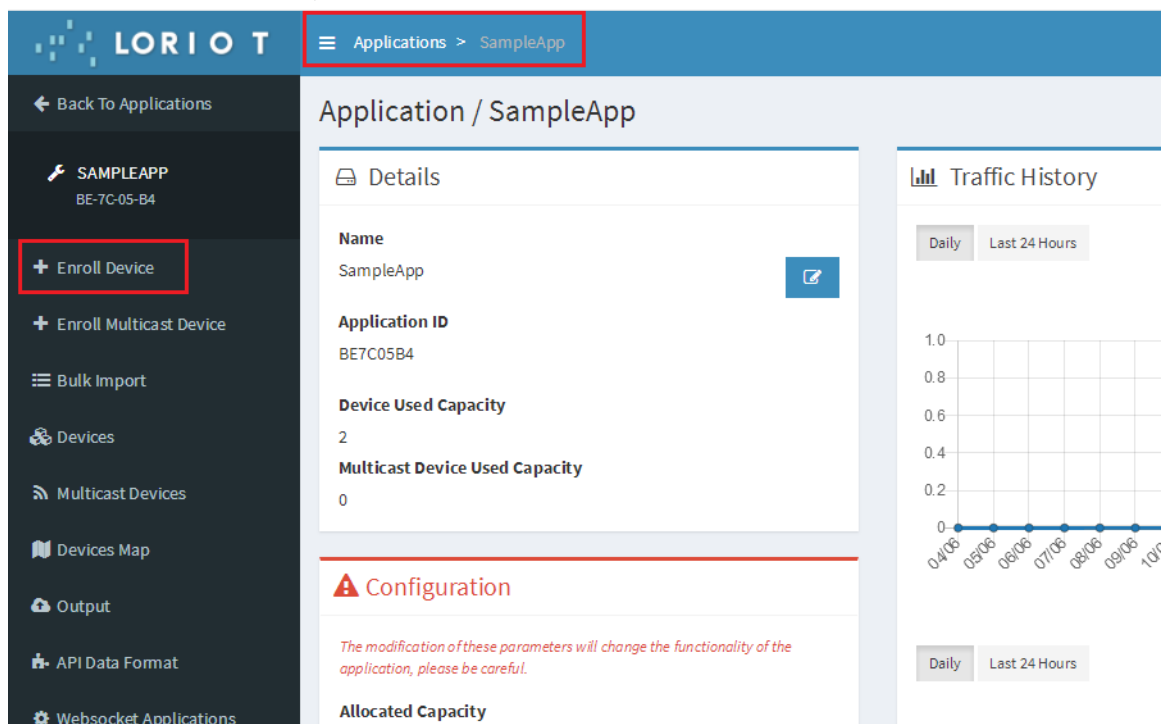 LORIOT
Applications > SampleApp
Back To Applications
SAMPLEAPP
BE-7C-05-B4
Enroll Device
Enroll Multicast Device
Bulk Import
Devices
Multicast Devices
Devices Map
Output
API Data Format
Websocket Applications
Application / SampleApp
Details
Name
SampleApp
Application ID
BE7C05B4
Device Used Capacity
2
Multicast Device Used Capacity
0
Configuration
The modification of these parameters will change the functionality of the
application, please be careful.
Allocated Capacity
Traffic History
Daily Last 24 Hours
1.0
0.8
0.6
0.4
0.2
0
04/06 05/06 06/06 07/06 08/06 09/06
Daily Last 24 Hours